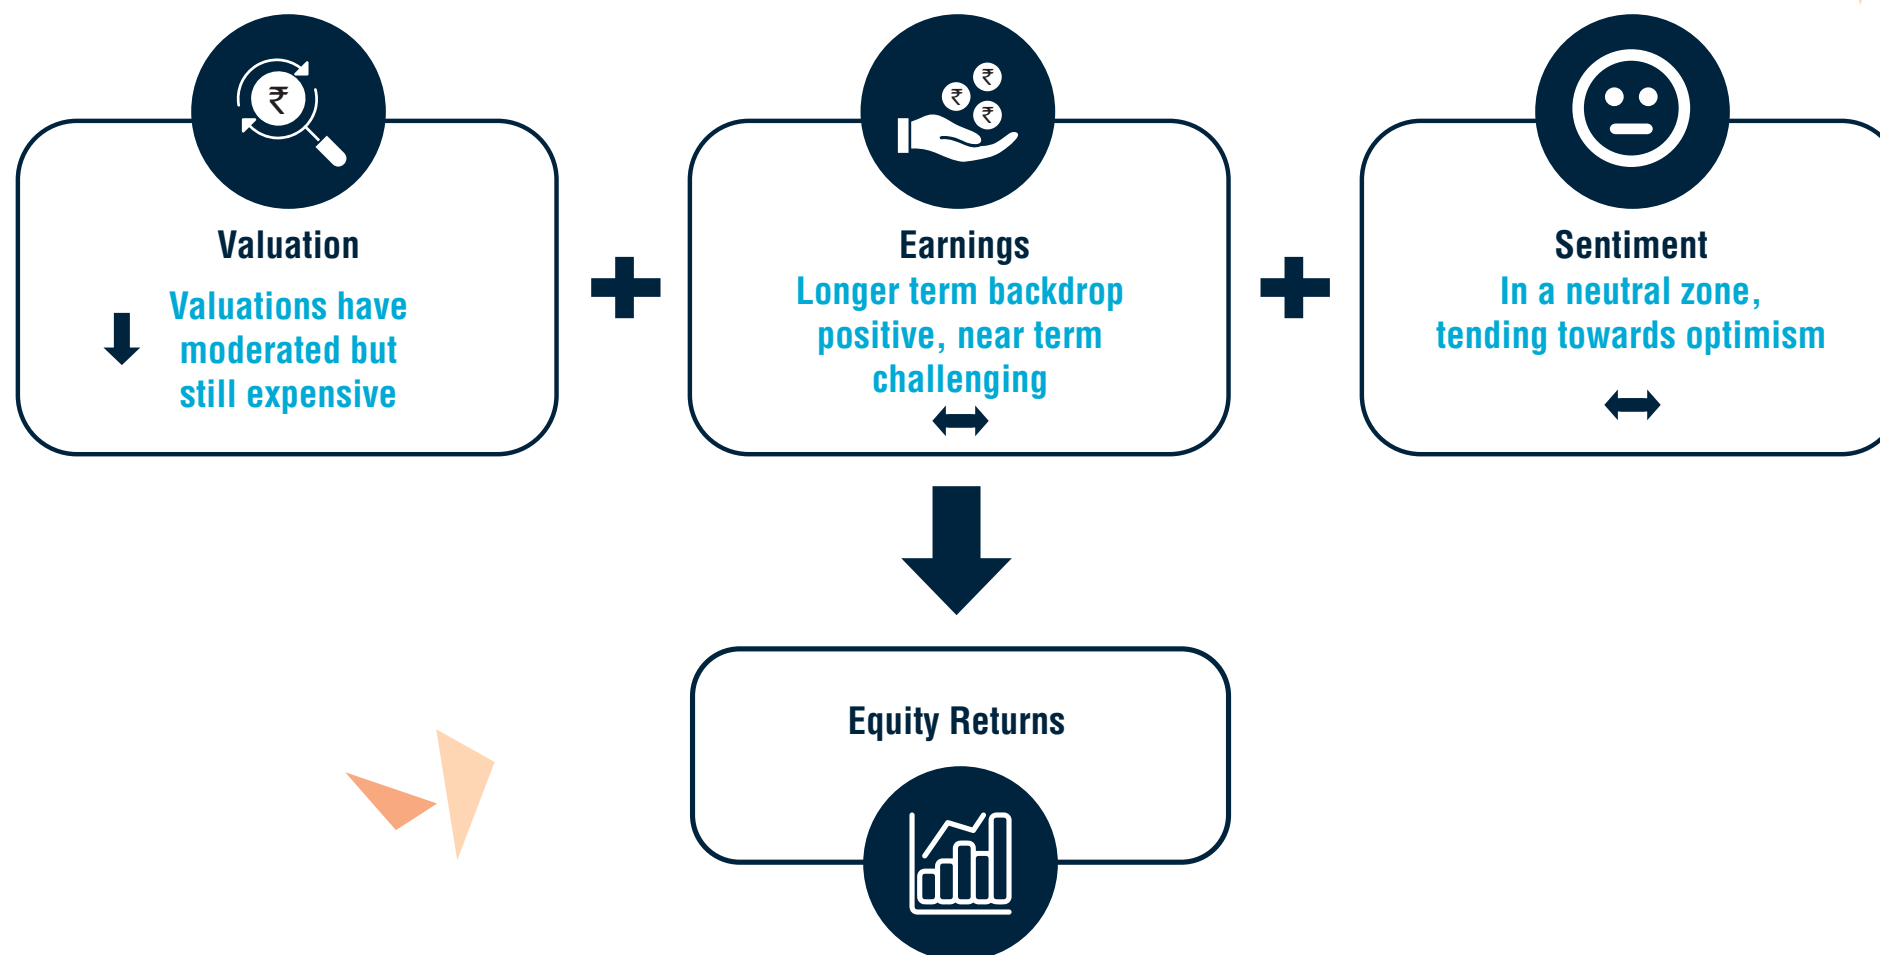 ₹
₹
₹
₹
Valuation
Valuations have
moderated but
still expensive
Earnings
Longer term backdrop
positive, near term
challenging
Sentiment
In a neutral zone,
tending towards optimism
Equity Returns